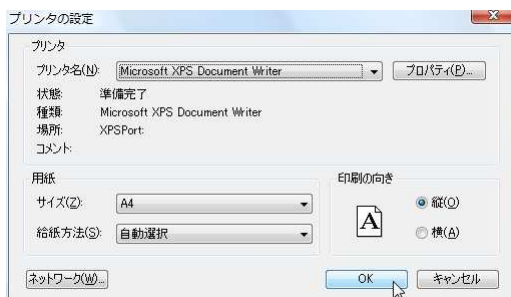 プリンタの設定
プリンタ
プリンタ名(N): Microsoft XPS Document Writer プロパティ(P)...
状態: 準備完了
種類: Microsoft XPS Document Writer
場所: XPSPort:
コメント:
用紙
サイズ(Z): A4
給紙方法(S): 自動選択
印刷の向き
A
縦(O)
横(A)
ネットワーク(W)... OK キャンセル